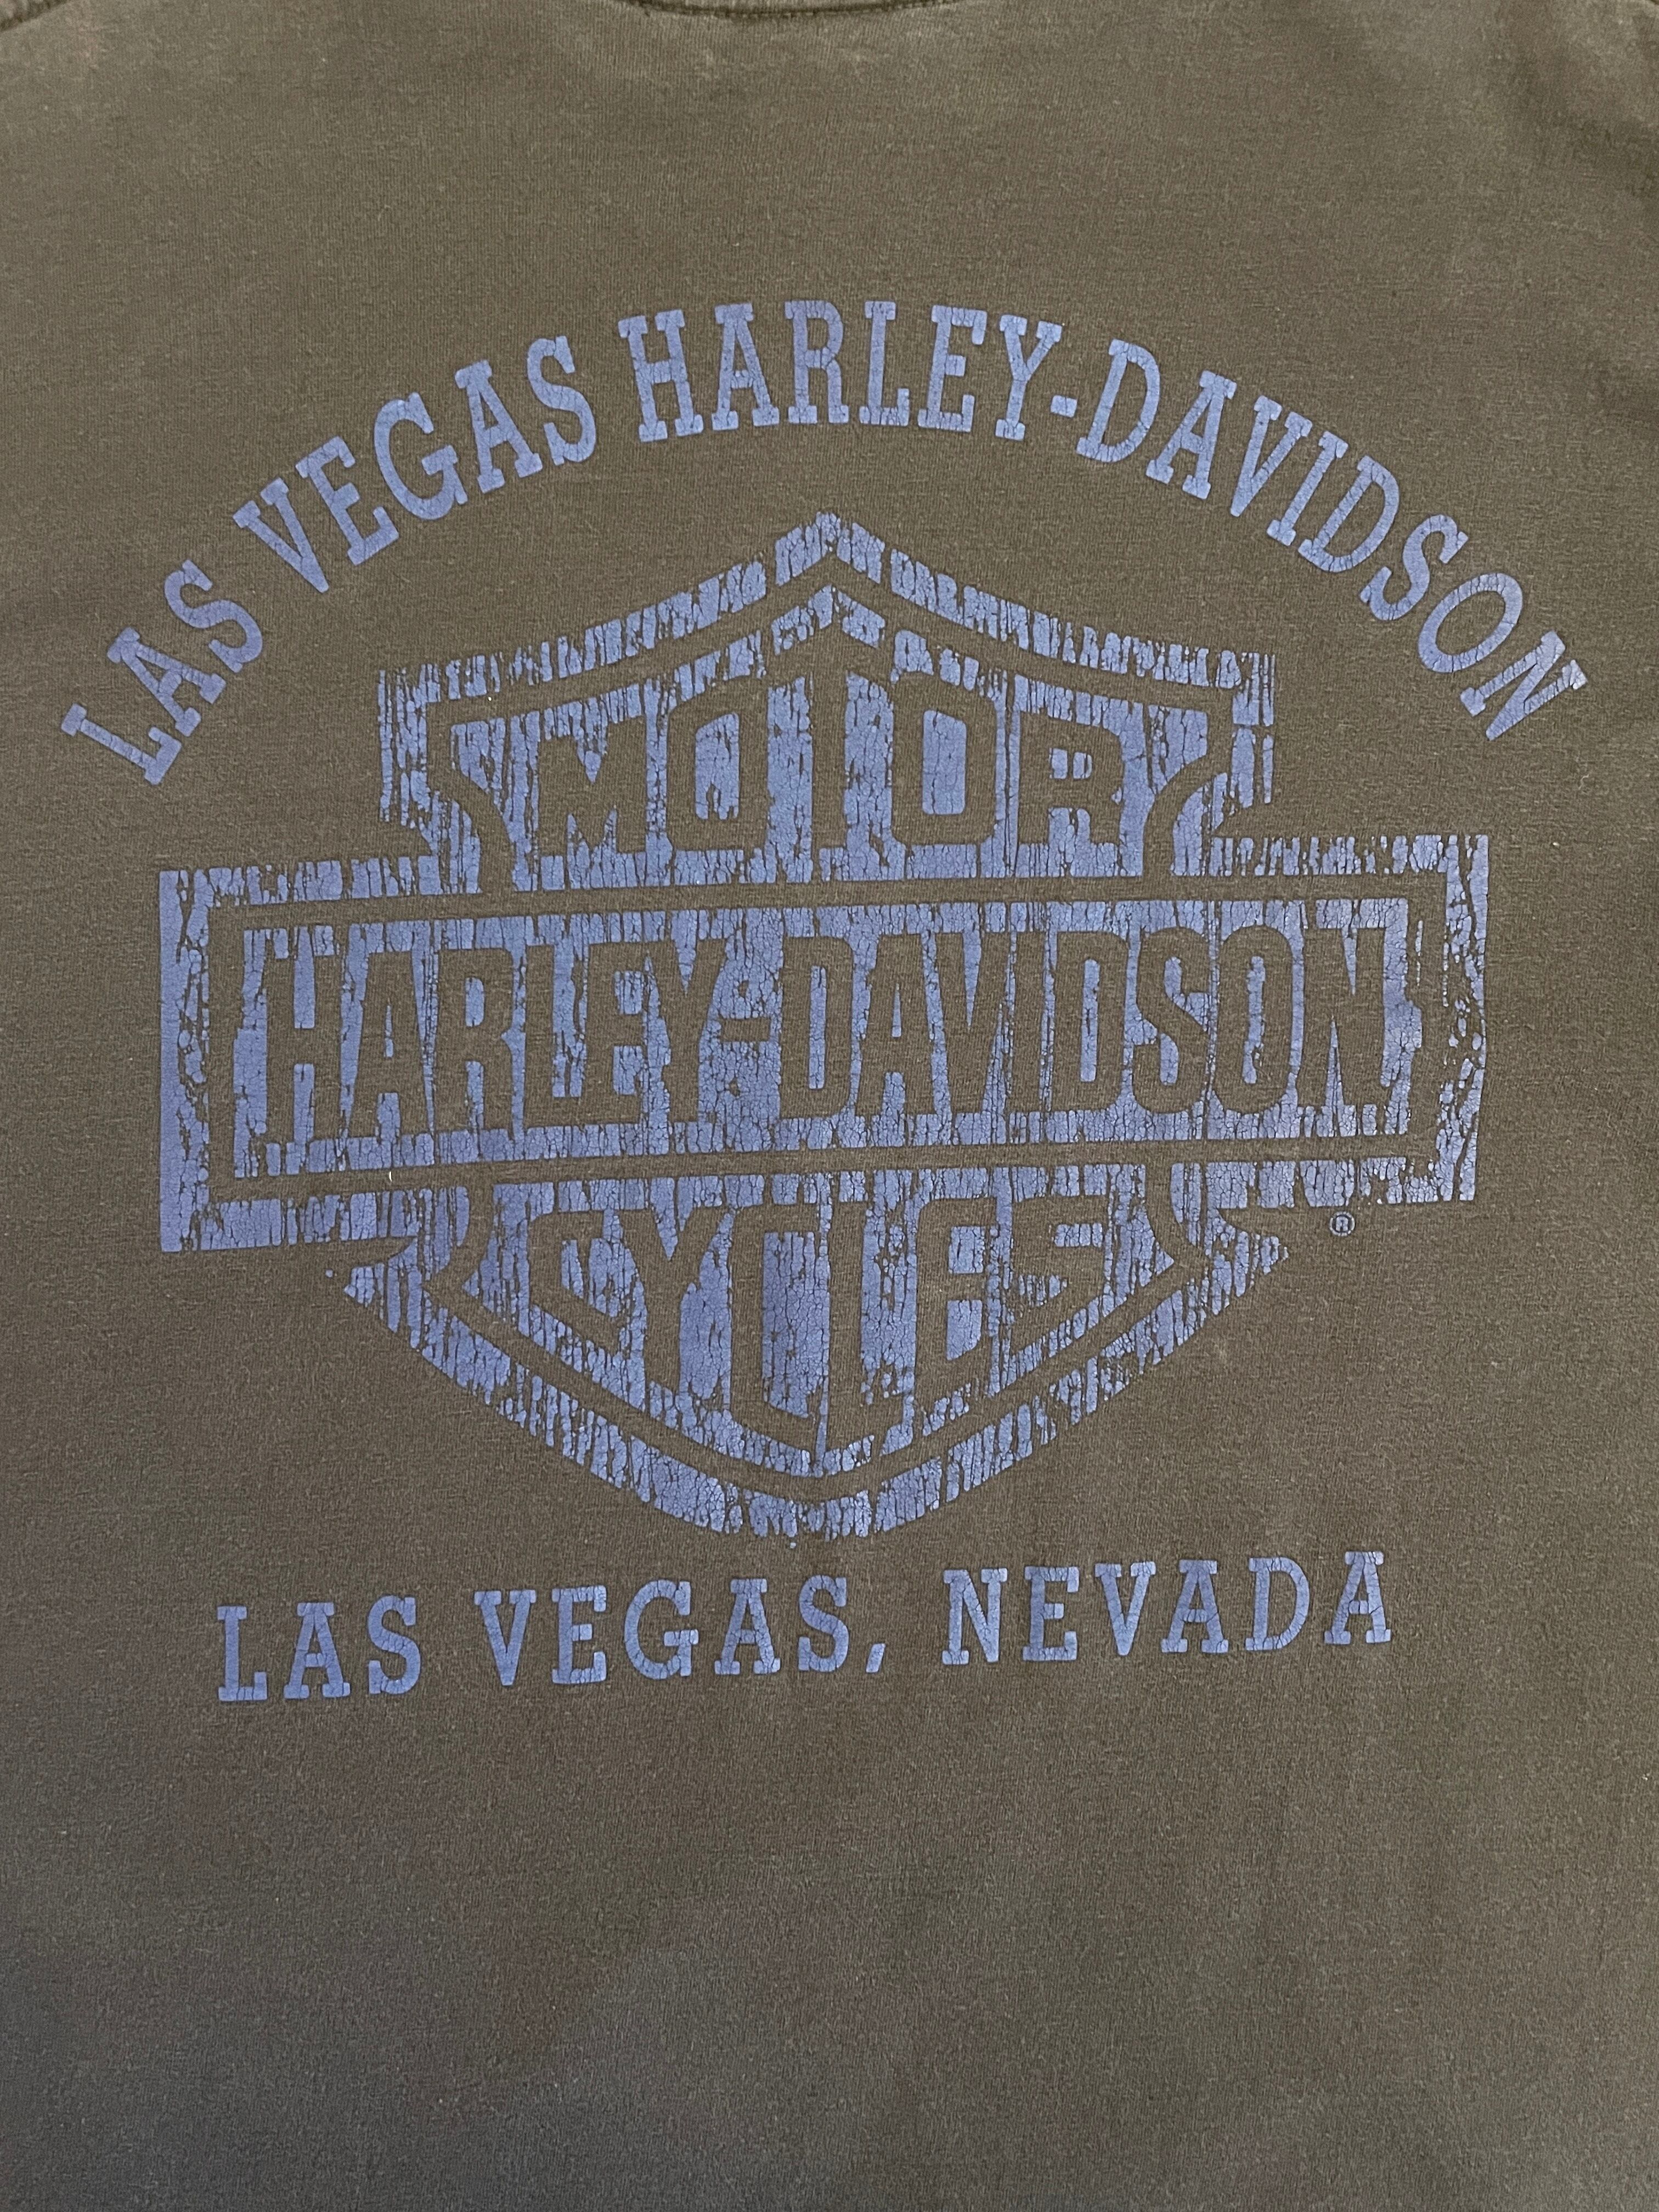 LAS VEGAS HARLEY-DAVIDSON
MOTOR
HARLEY-DAVIDSON
CYCLES
®
LAS VEGAS, NEVADA